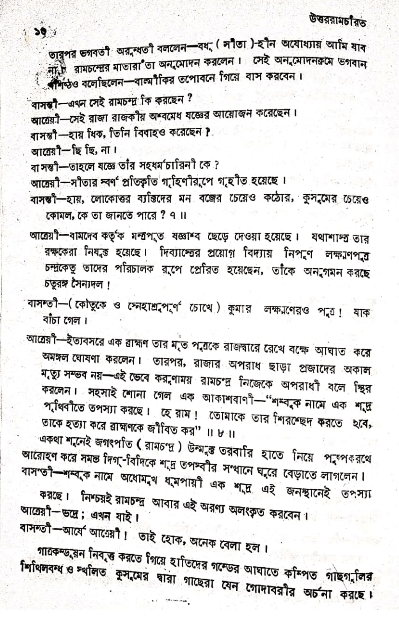 উত্তররামচরিত
১৬
তারপর ভগবতী অরুন্ধতী বললেন—বধূ (সীতা)-হীন অযোধ্যায় আমি যাব
না। রামচন্দ্রের মাতারা তা অনুমোদন করলেন। সেই অনুমোদনক্রমে ভগবান
বশিষ্ঠও বলেছিলেন—বাল্মীকির তপোবনে গিয়ে বাস করবেন।
বাসন্তী—এখন সেই রামচন্দ্র কি করছেন ?
আত্রেয়ী—সেই রাজা রাজকীয় অশ্বমেধ যজ্ঞের আয়োজন করেছেন।
বাসন্তী—হায় ধিক, তিনি বিবাহও করেছেন ?
আত্রেয়ী—ছি ছি, না।
বাসন্তী—তাহলে যজ্ঞে তাঁর সহধর্মচারিনী কে ?
আত্রেয়ী—সীতার স্বর্ণ প্রতিকৃতি গৃহিণীরূপে গৃহীত হয়েছে।
বাসন্তী—হায়, লোকোত্তর ব্যক্তিদের মন বজ্রের চেয়েও কঠোর, কুসুমের চেয়েও
কোমল, কে তা জানতে পারে ? ৭ ॥
আত্রেয়ী—বামদেব কর্তৃক মন্ত্রপূত যজ্ঞাশ্ব ছেড়ে দেওয়া হয়েছে। যথাশাস্ত্র তার
রক্ষকেরা নিযুক্ত হয়েছে। দিব্যাস্ত্রের প্রয়োগ বিদ্যায় নিপুণ লক্ষ্মণপুত্র
চন্দ্রকেতু তাদের পরিচালক রূপে প্রেরিত হয়েছেন, তাঁকে অনুগমন করছে
চতুরঙ্গ সৈন্যদল !
বাসন্তী—( কৌতুকে ও স্নেহাশ্রুপূর্ণ চোখে ) কুমার লক্ষ্মণেরও পুত্র ! যাক
বাঁচা গেল।
আত্রেয়ী—ইত্যবসরে এক ব্রাহ্মণ তার মৃত পুত্রকে রাজদ্বারে রেখে বক্ষে আঘাত করে
অমঙ্গল ঘোষণা করলেন। তারপর, রাজার অপরাধ ছাড়া প্রজাদের অকাল
মৃত্যু সম্ভব নয়—এই ভেবে করুণাময় রামচন্দ্র নিজেকে অপরাধী বলে স্থির
করলেন। সহসাই শোনা গেল এক আকাশবাণী—“শম্বূক নামে এক শূদ্র
পৃথিবীতে তপস্যা করছে। হে রাম ! তোমাকে তার শিরশ্ছেদ করতে হবে,
তাকে হত্যা করে ব্রাহ্মণকে জীবিত কর” ॥ ৮ ॥
একথা শুনেই জগৎপতি ( রামচন্দ্র ) উন্মুক্ত তরবারি হাতে নিয়ে পুষ্পকরথে
আরোহণ করে সমস্ত দিগ্-বিদিকে শূদ্র তপস্বীর সন্ধানে ঘুরে বেড়াতে লাগলেন।
বাসন্তী—শম্বূক নামে অধোমুখ ধূমপায়ী এক শূদ্র এই জনস্থানেই তপস্যা
করছে। নিশ্চয়ই রামচন্দ্র আবার এই অরণ্য অলংকৃত করবেন।
আত্রেয়ী—ভদ্রে ; এখন যাই।
বাসন্তী—আর্যে আত্রেয়ী ! তাই হোক, অনেক বেলা হল।
গাত্রকণ্ডূয়ন নিবৃত্ত করতে গিয়ে হাতিদের গন্ডের আঘাতে কম্পিত গাছগুলির
শিথিলবন্ধ ও স্খলিত কুসুমের দ্বারা গাছেরা যেন গোদাবরীর অর্চনা করছে।